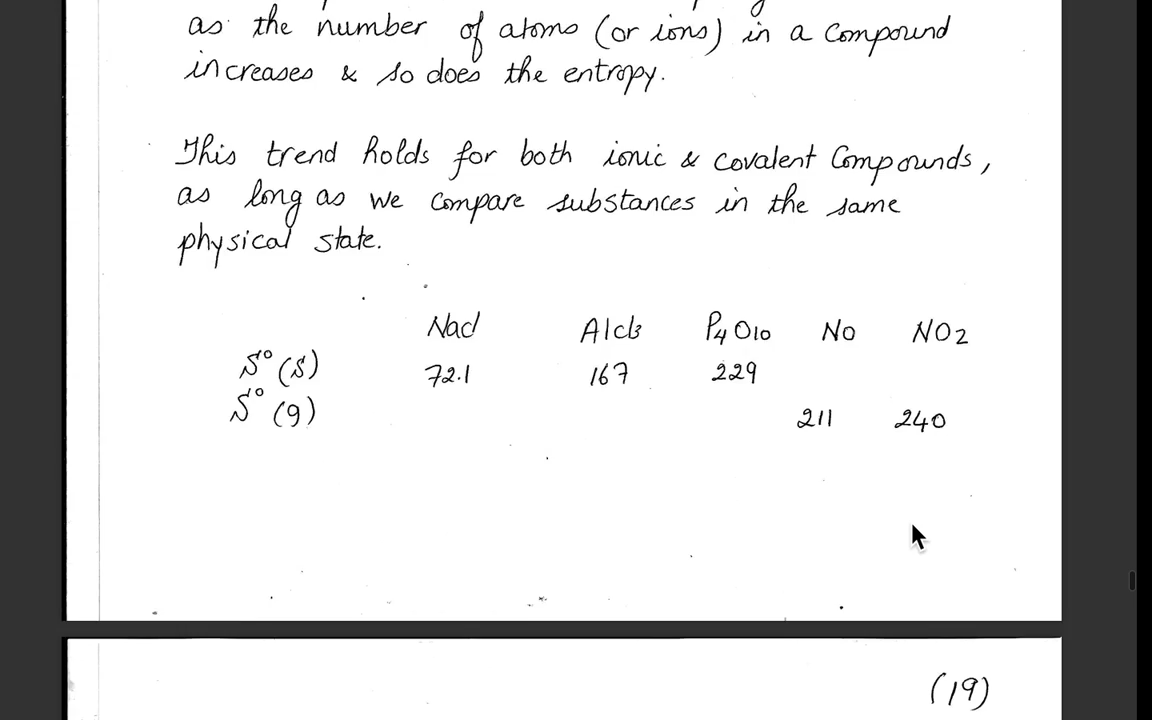 as the number of atoms (or ions) in a compound
increases & so does the entropy.
This trend holds for both ionic & covalent Compounds,
as long as we compare substances in the same
physical state.
Nacl Alcl3 P4O10 No NO2
S° (s) 72.1 167 229
S° (g) 211 240
(19)